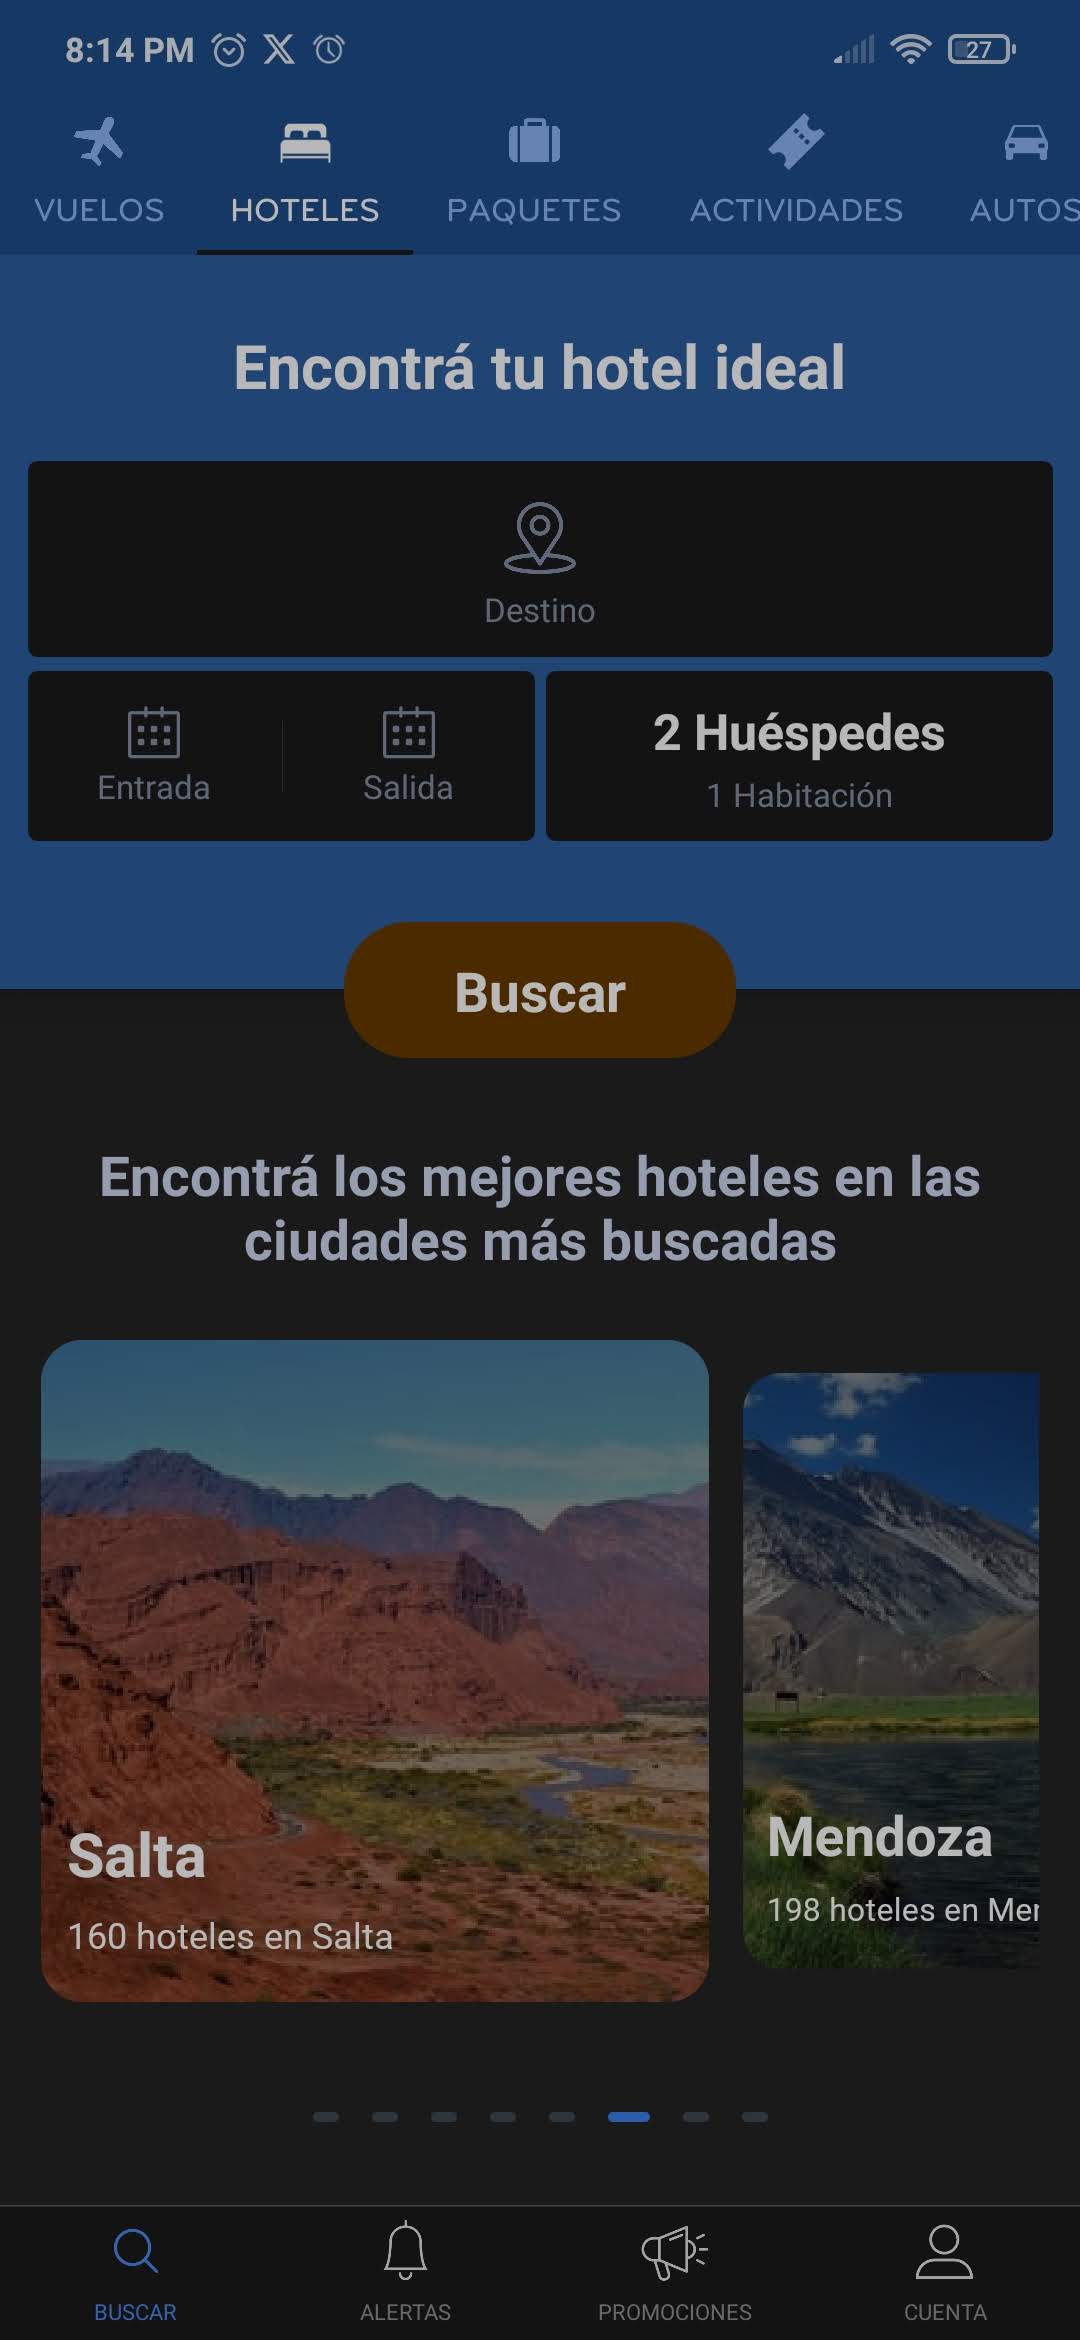 8:14 PM
27
VUELOS
HOTELES
PAQUETES
ACTIVIDADES
AUTOS
Encontrá tu hotel ideal
Destino
Entrada
Salida
2 Huéspedes
1 Habitación
Buscar
Encontrá los mejores hoteles en las
ciudades más buscadas
Salta
160 hoteles en Salta
Mendoza
198 hoteles en Mer
BUSCAR
ALERTAS
PROMOCIONES
CUENTA